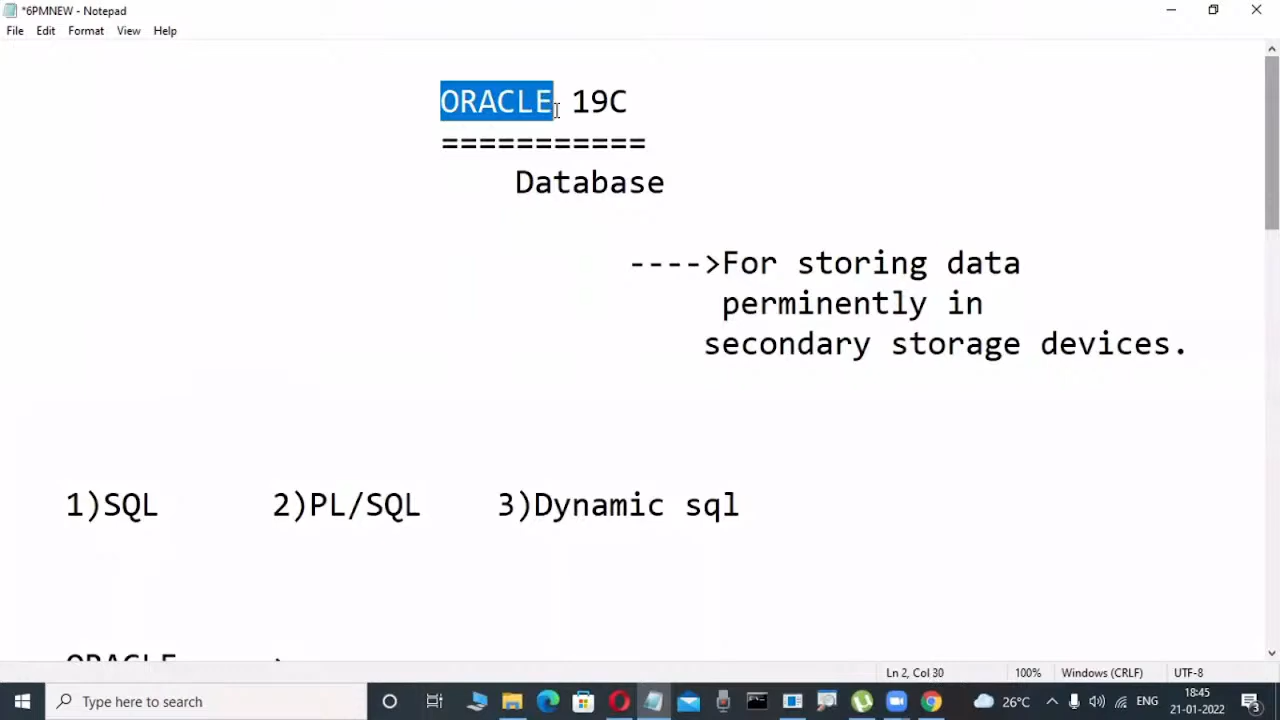 *6PMNEW - Notepad
File Edit Format View Help
ORACLE 19C
===========
Database
---->For storing data
perminently in
secondary storage devices.
1)SQL 2)PL/SQL 3)Dynamic sql
ORACLE
Ln 2, Col 30 100% Windows (CRLF) UTF-8
Type here to search
26°C ENG
18:45
21-01-2022
3